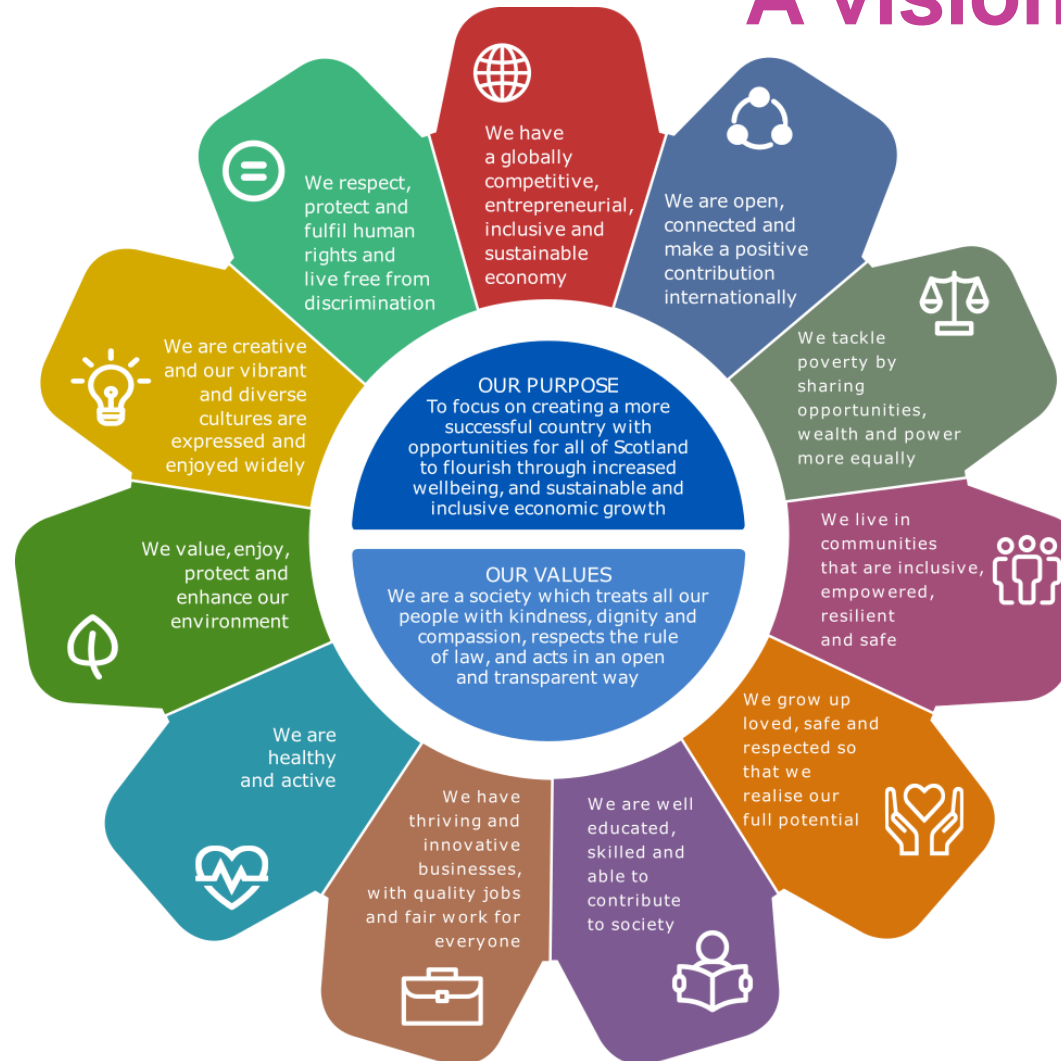 A vision
We have
a globally
competitive,
entrepreneurial,
inclusive and
sustainable
economy
We are open,
connected and
make a positive
contribution
internationally
We tackle
poverty by
sharing
opportunities,
wealth and power
more equally
We live in
communities
that are inclusive,
empowered,
resilient
and safe
We grow up
loved, safe and
respected so
that we
realise our
full potential
We are well
educated,
skilled and
able to
contribute
to society
We have
thriving and
innovative
businesses,
with quality jobs
and fair work for
everyone
We are
healthy
and active
We value, enjoy,
protect and
enhance our
environment
We are creative
and our vibrant
and diverse
cultures are
expressed and
enjoyed widely
We respect,
protect and
fulfil human
rights and
live free from
discrimination
OUR PURPOSE
To focus on creating a more
successful country with
opportunities for all of Scotland
to flourish through increased
wellbeing, and sustainable and
inclusive economic growth
OUR VALUES
We are a society which treats all our
people with kindness, dignity and
compassion, respects the rule
of law, and acts in an open
and transparent way